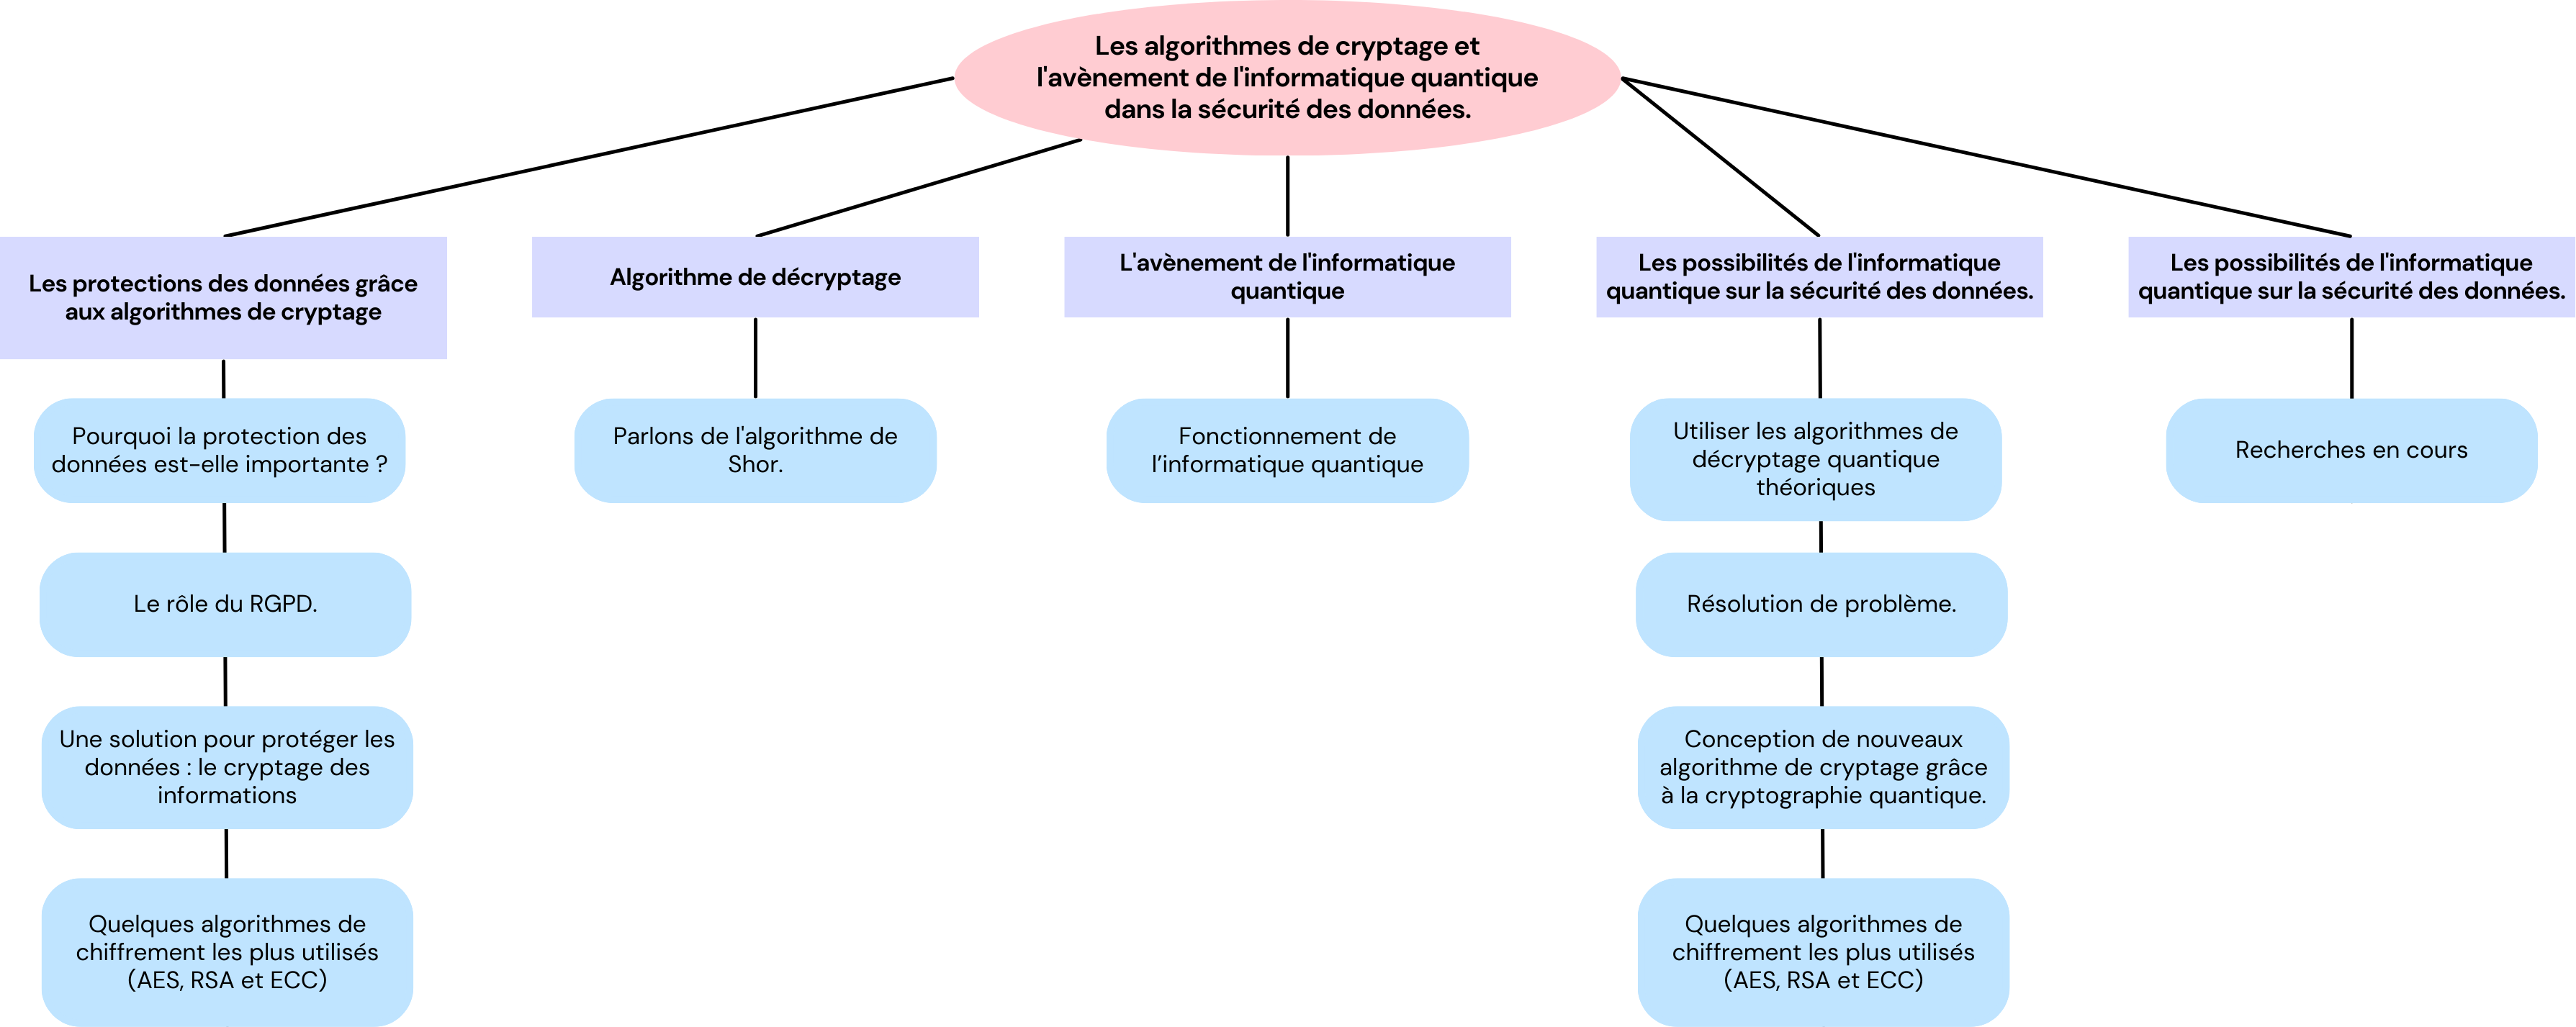 Les algorithmes de cryptage et
l'avènement de l'informatique quantique
dans la sécurité des données.
Les protections des données grâce
aux algorithmes de cryptage
Pourquoi la protection des
données est-elle importante ?
Le rôle du RGPD.
Une solution pour protéger les
données : le cryptage des
informations
Quelques algorithmes de
chiffrement les plus utilisés
(AES, RSA et ECC)
Algorithme de décryptage
Parlons de l'algorithme de
Shor.
L'avènement de l'informatique
quantique
Fonctionnement de
l’informatique quantique
Les possibilités de l'informatique
quantique sur la sécurité des données.
Utiliser les algorithmes de
décryptage quantique
théoriques
Résolution de problème.
Conception de nouveaux
algorithme de cryptage grâce
à la cryptographie quantique.
Quelques algorithmes de
chiffrement les plus utilisés
(AES, RSA et ECC)
Les possibilités de l'informatique
quantique sur la sécurité des données.
Recherches en cours